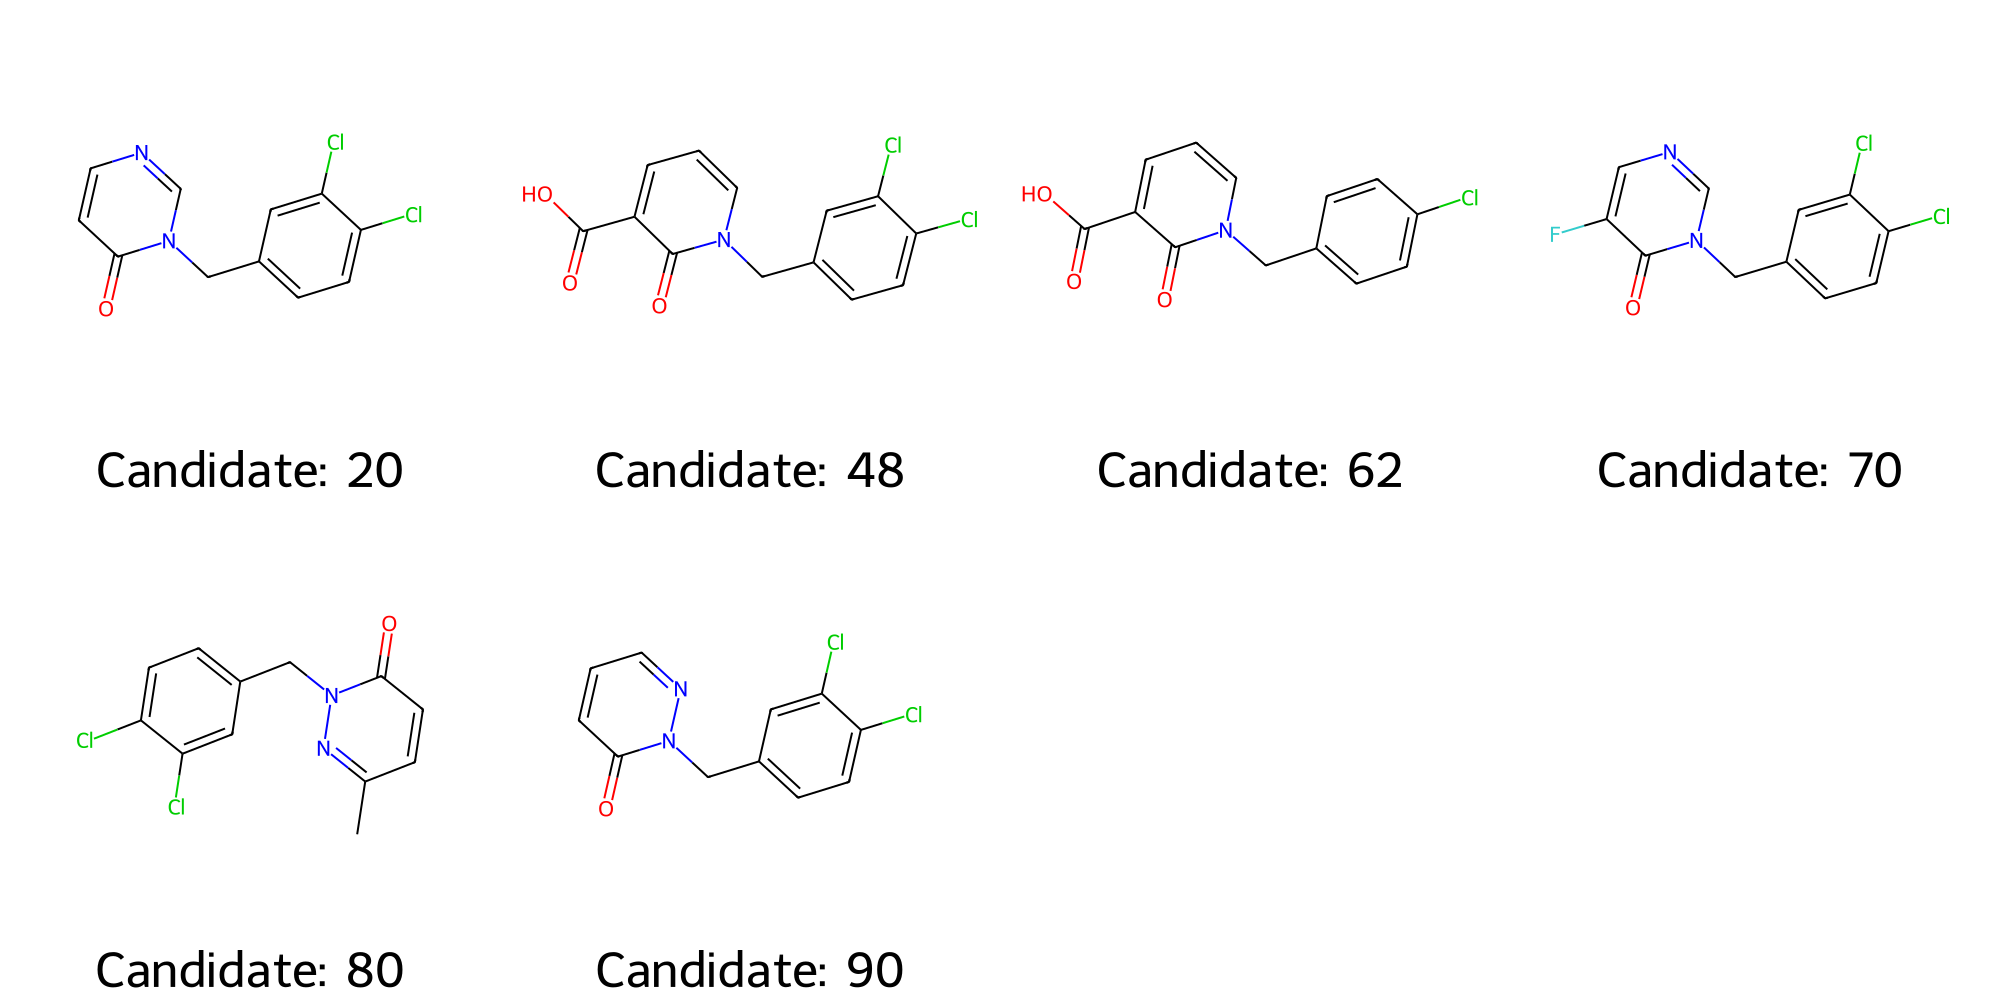 N
N
O
Cl
Cl
HO
O
O
N
Cl
Cl
HO
O
O
N
Cl
F
N
N
O
Cl
Cl
Candidate: 20
Candidate: 48
Candidate: 62
Candidate: 70
Cl
Cl
N
N
O
N
N
O
Cl
Cl
Candidate: 80
Candidate: 90